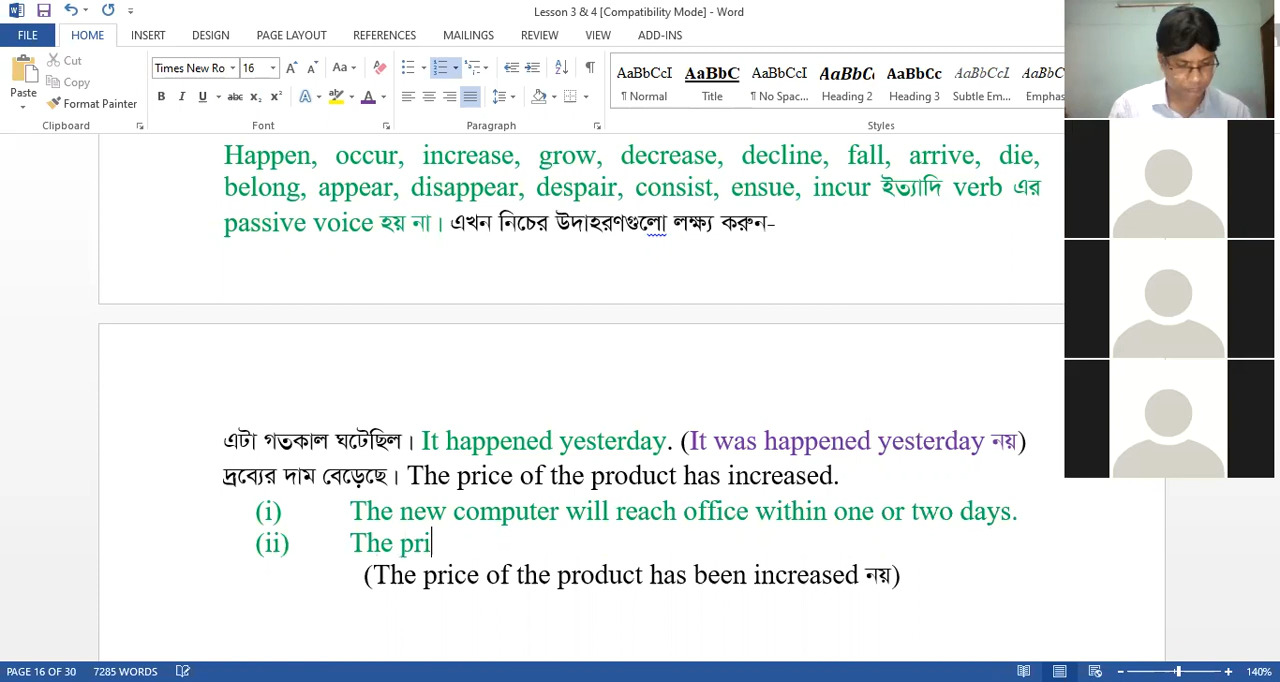 Lesson 3 & 4 [Compatibility Mode] - Word
FILE HOME INSERT DESIGN PAGE LAYOUT REFERENCES MAILINGS REVIEW VIEW ADD-INS
Cut
Copy
Format Painter
Paste
Times New Ro 16
AaBbCcI AaBbC AaBbCcI AaBbCc AaBbCc AaBbCcL AaBbC
¶ Normal Title ¶ No Spac... Heading 2 Heading 3 Subtle Em... Emphas
Clipboard Font Paragraph Styles
Happen, occur, increase, grow, decrease, decline, fall, arrive, die,
belong, appear, disappear, despair, consist, ensue, incur ইত্যাদি verb এর
passive voice হয় না। এখন নিচের উদাহরণগুলো লক্ষ্য করুন-
এটা গতকাল ঘটেছিল। It happened yesterday. (It was happened yesterday নয়)
দ্রব্যের দাম বেড়েছে। The price of the product has increased.
(i) The new computer will reach office within one or two days.
(ii) The pri
(The price of the product has been increased নয়)
PAGE 16 OF 30 7285 WORDS 140%